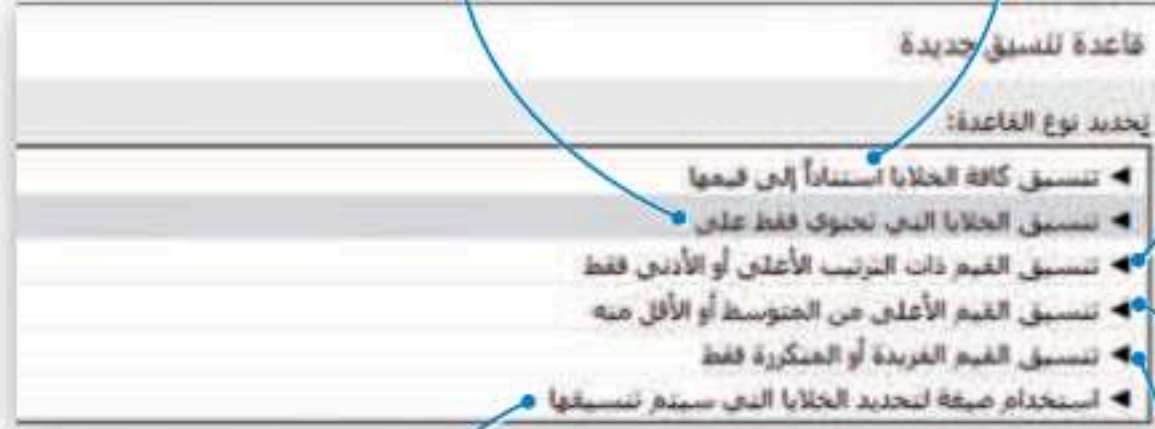 قاعدة تنسيق جديدة
تحديد نوع القاعدة:
◄ تنسيق كافة الخلايا استناداً إلى قيمها
◄ تنسيق الخلايا التي تحتوي فقط على
◄ تنسيق القيم ذات الترتيب الأعلى أو الأدنى فقط
◄ تنسيق القيم الأعلى من المتوسط أو الأقل منه
◄ تنسيق القيم الفريدة أو المتكررة فقط
◄ استخدام صيغة لتحديد الخلايا التي سيتم تنسيقها